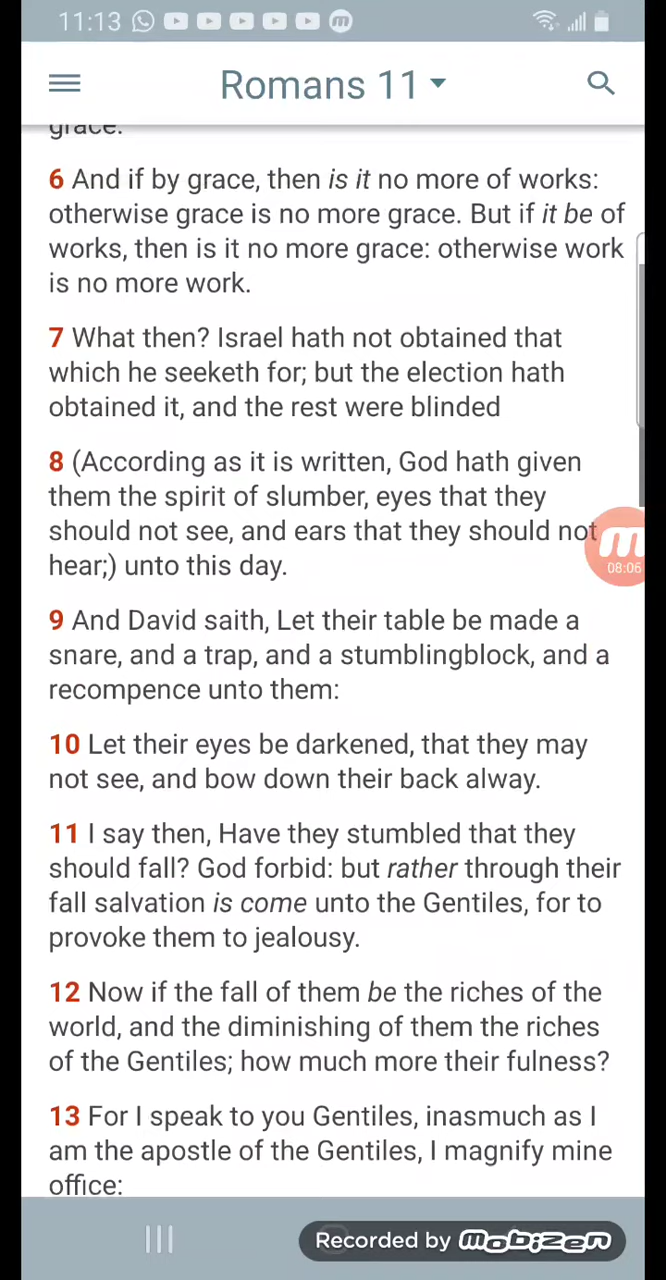 11:13
Romans 11
grace.
6 And if by grace, then is it no more of works:
otherwise grace is no more grace. But if it be of
works, then is it no more grace: otherwise work
is no more work.
7 What then? Israel hath not obtained that
which he seeketh for; but the election hath
obtained it, and the rest were blinded
8 (According as it is written, God hath given
them the spirit of slumber, eyes that they
should not see, and ears that they should not
hear;) unto this day.
08:06
9 And David saith, Let their table be made a
snare, and a trap, and a stumblingblock, and a
recompence unto them:
10 Let their eyes be darkened, that they may
not see, and bow down their back alway.
11 I say then, Have they stumbled that they
should fall? God forbid: but rather through their
fall salvation is come unto the Gentiles, for to
provoke them to jealousy.
12 Now if the fall of them be the riches of the
world, and the diminishing of them the riches
of the Gentiles; how much more their fulness?
13 For I speak to you Gentiles, inasmuch as I
am the apostle of the Gentiles, I magnify mine
office:
Recorded by mobizen